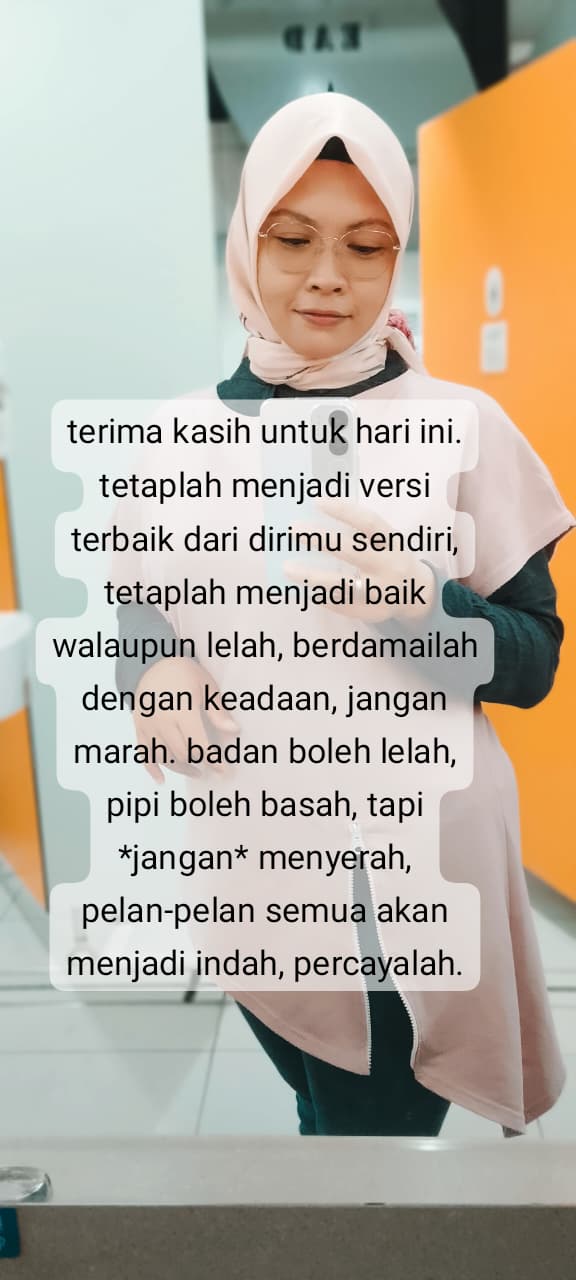 terima kasih untuk hari ini.
tetaplah menjadi versi
terbaik dari dirimu sendiri,
tetaplah menjadi baik
walaupun lelah, berdamailah
dengan keadaan, jangan
marah. badan boleh lelah,
pipi boleh basah, tapi
*jangan* menyerah,
pelan-pelan semua akan
menjadi indah, percayalah.